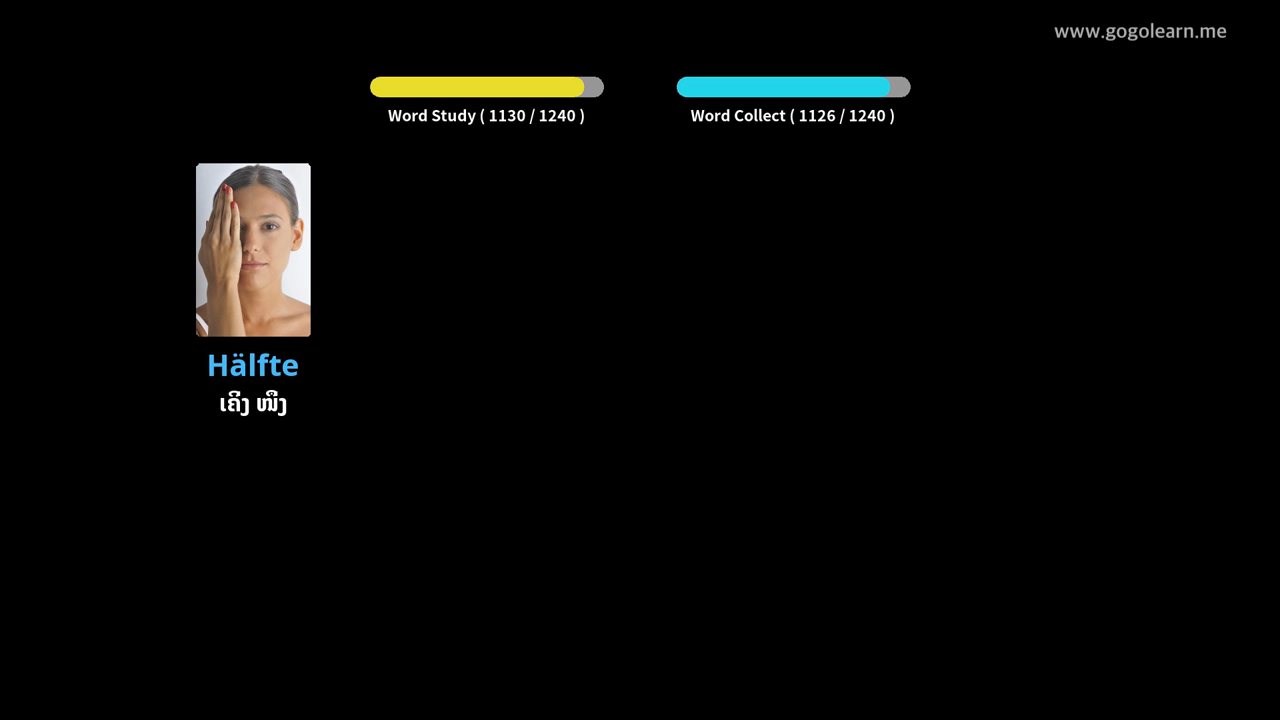 www.gogolearn.me
Word Study ( 1130 / 1240 )
Word Collect ( 1126 / 1240 )
Hälfte
ເຄິງ ໜຶງ